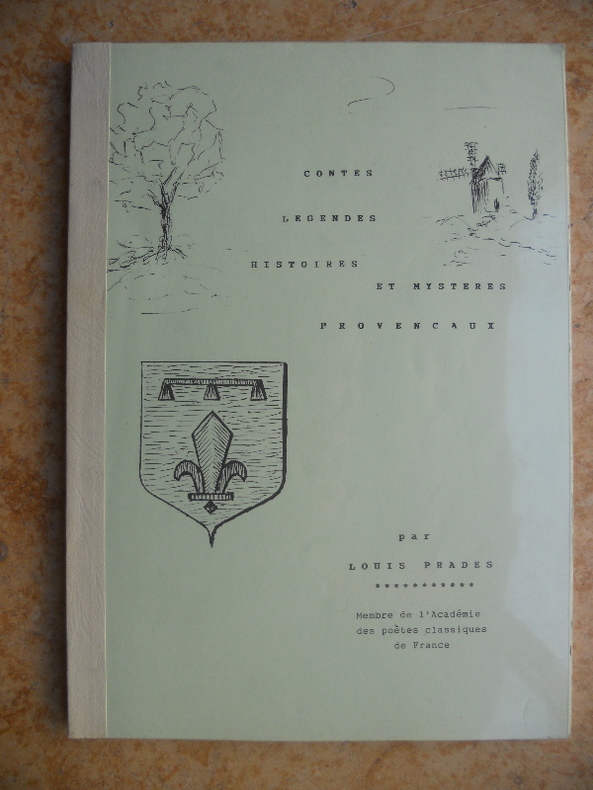 CONTES
LEGENDES
HISTOIRES
ET MYSTERES
PROVENCAUX
par
LOUIS PRADES
***********
Membre de l'Académie
des poètes classiques
de France